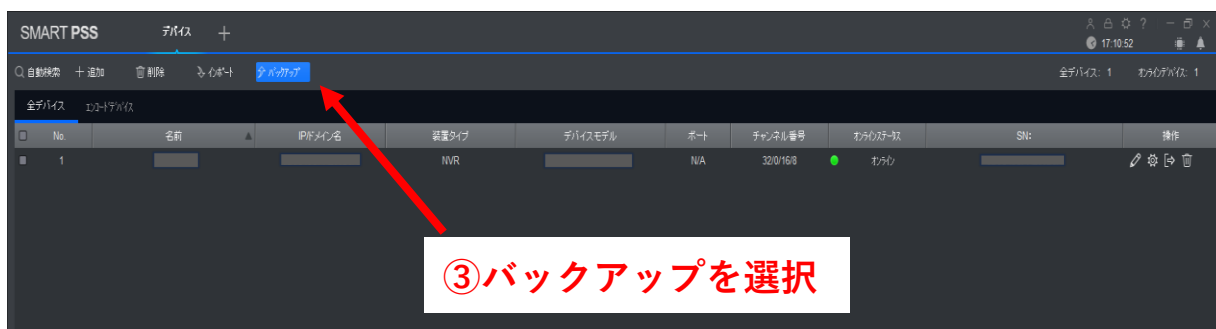 SMART PSS デバイス ＋
? 17:10:52
自動検索 ＋追加 削除 インポート バックアップ 全デバイス: 1 オンラインデバイス: 1
全デバイス エンコードデバイス
No. 名前 IP/ドメイン名 装置タイプ デバイスモデル ポート チャンネル番号 オンラインステータス SN: 操作
1 NVR N/A 32/0/16/8 オンライン
③バックアップを選択